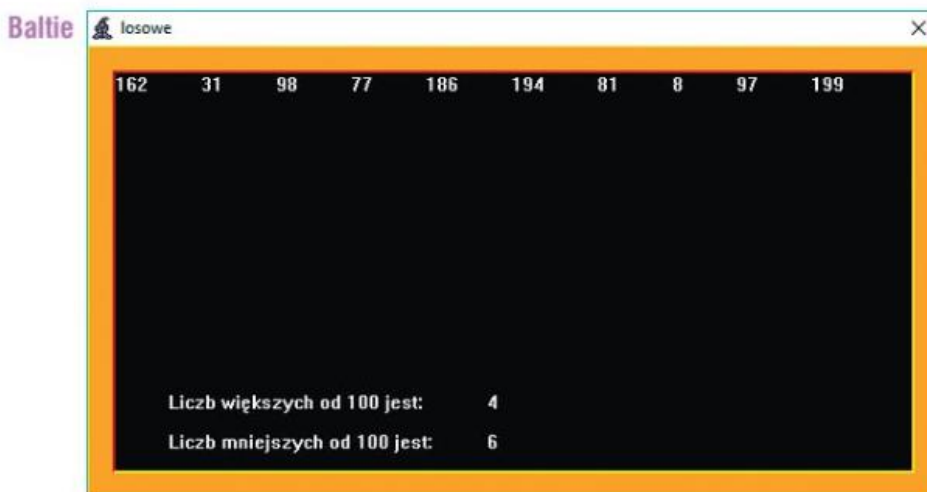 Baltie
losowe
162 31 98 77 186 194 81 8 97 199
Liczb większych od 100 jest: 4
Liczb mniejszych od 100 jest: 6